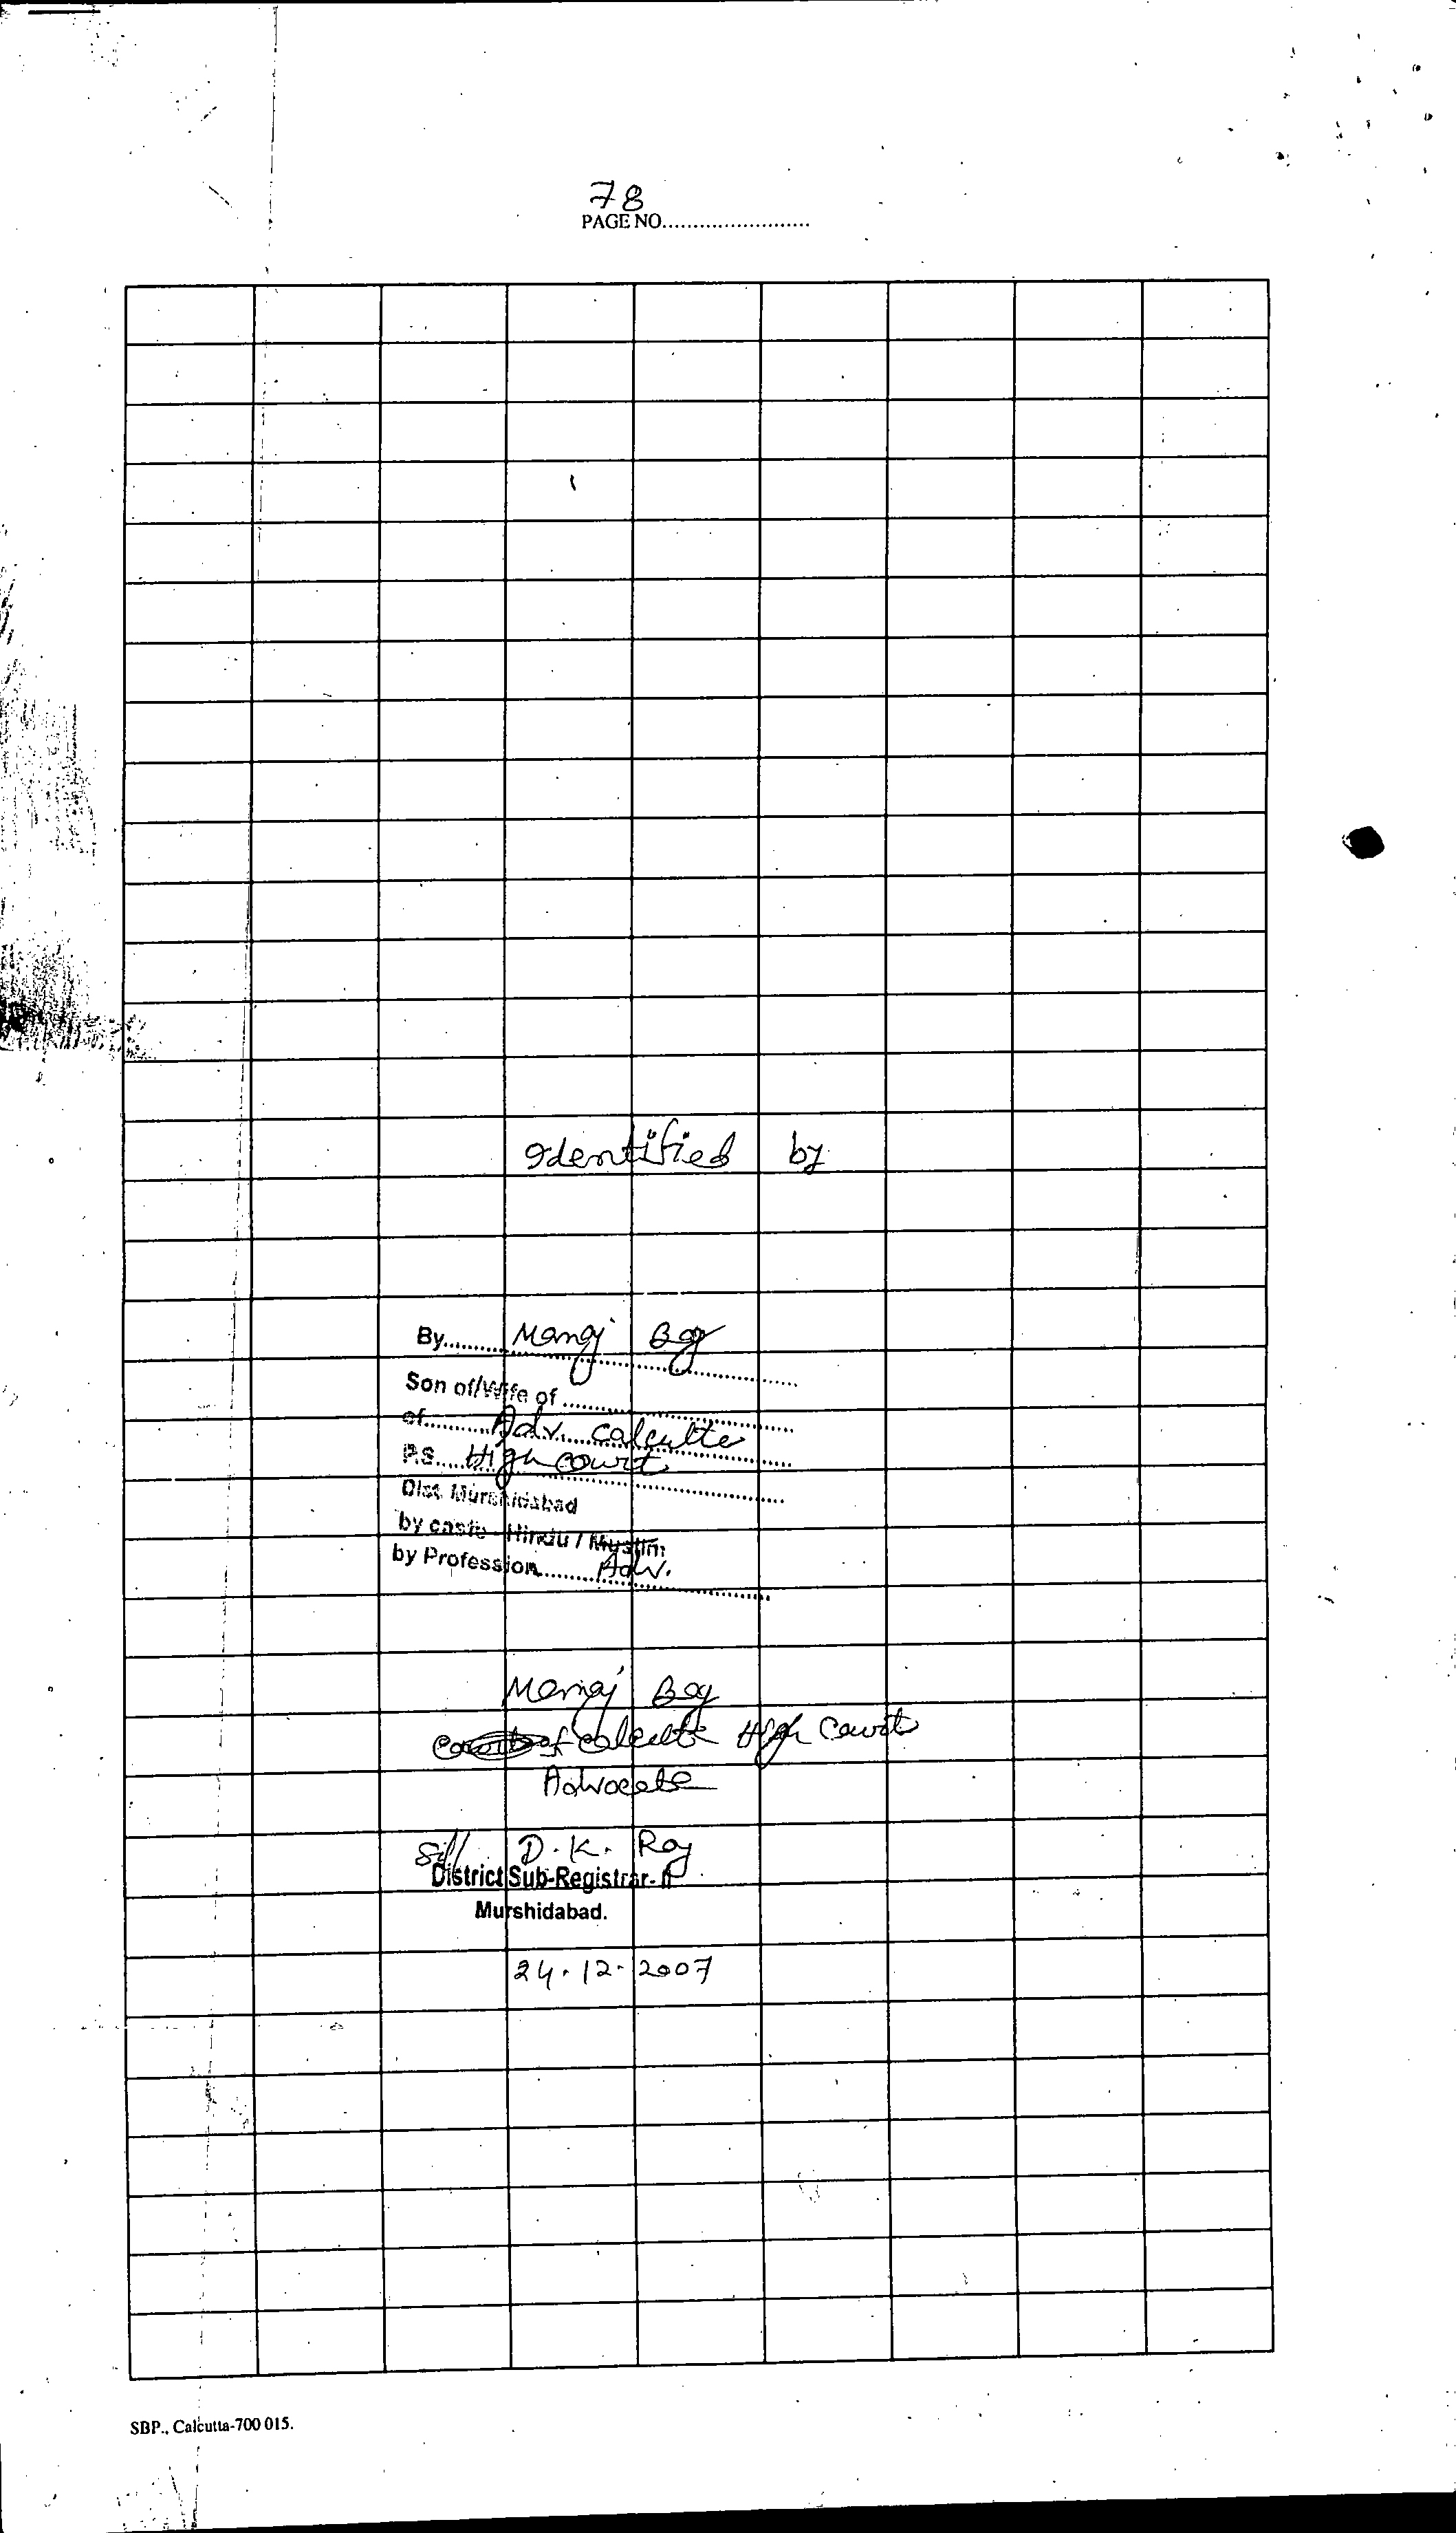 78
PAGE NO.........................
Identified by
By.......... Manoj Bag
Son of/Wife of ..........
of.......... Adv. Calcutta
P.S..... High Court
Dist. Murshidabad
by caste - Hindu / Muslim
by Profession.......... Adv.
Manoj Bag
of Calcutta High Court
Advocate
Sd/ D. K. Roy
District Sub-Registrar-II
Murshidabad.
24.12.2007
SBP., Calcutta-700 015.